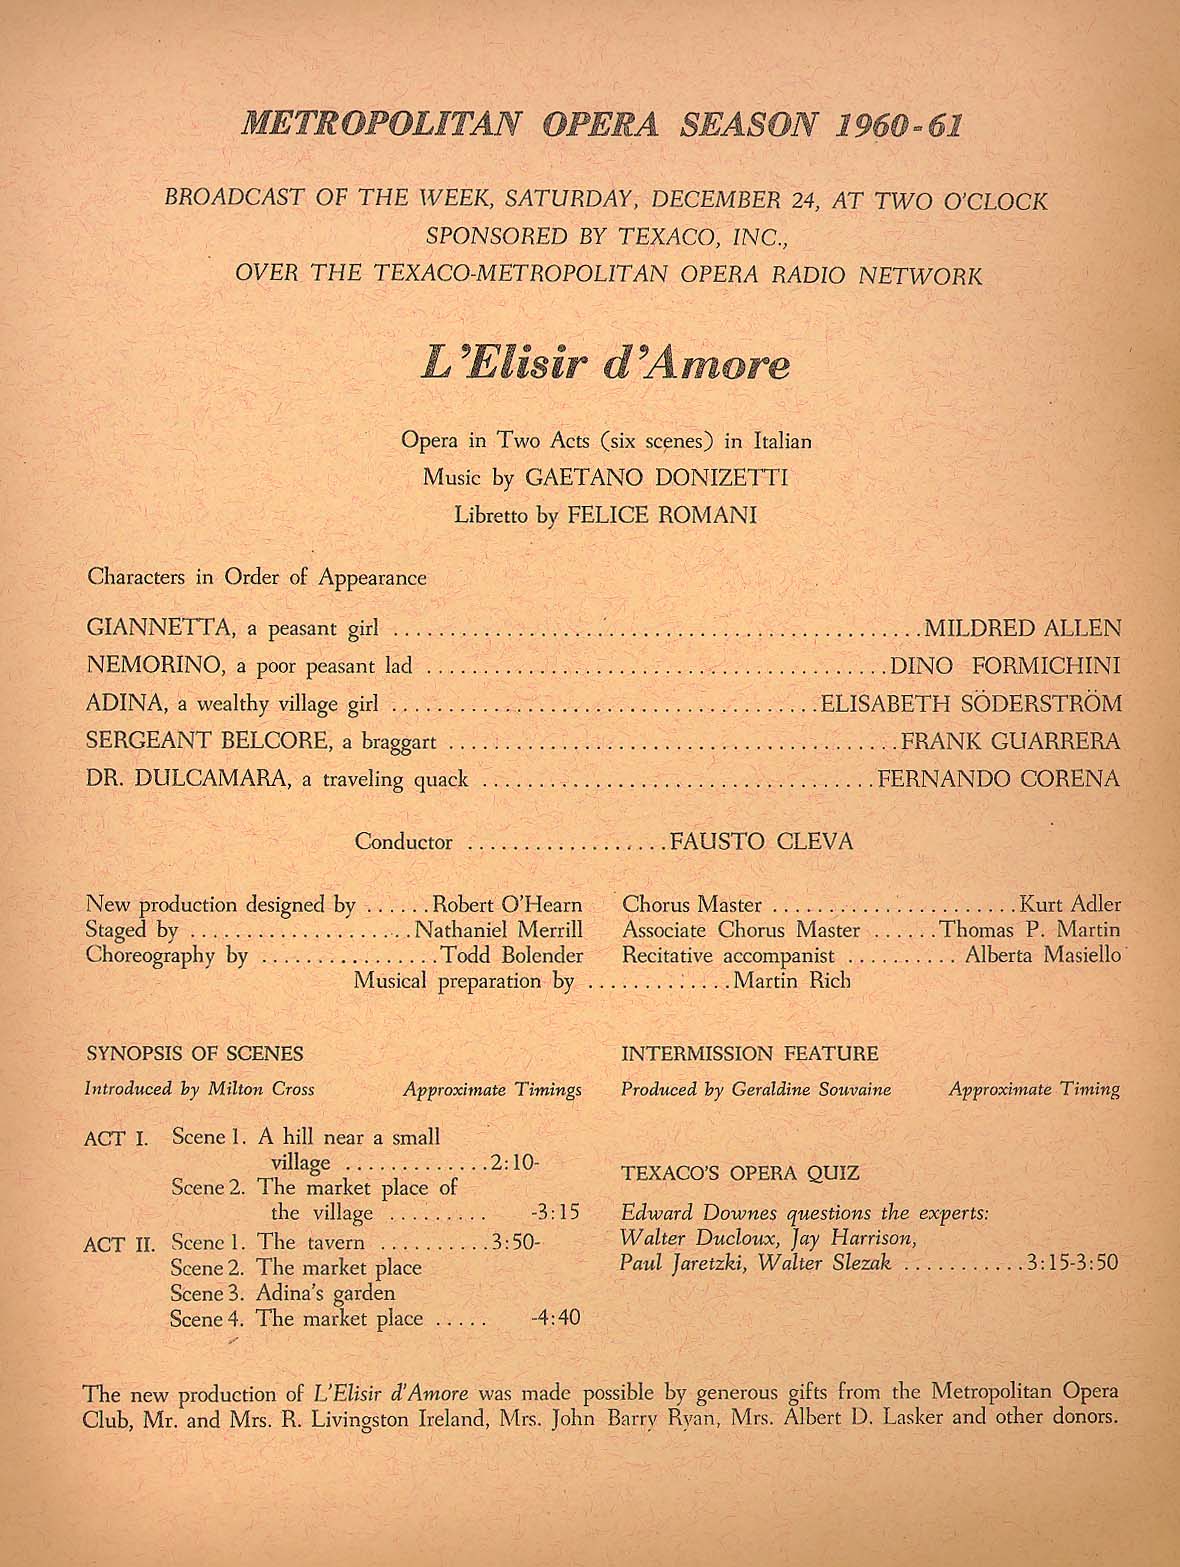 METROPOLITAN OPERA SEASON 1960-61
BROADCAST OF THE WEEK, SATURDAY, DECEMBER 24, AT TWO O'CLOCK
SPONSORED BY TEXACO, INC.,
OVER THE TEXACO-METROPOLITAN OPERA RADIO NETWORK
L'Elisir d'Amore
Opera in Two Acts (six scenes) in Italian
Music by GAETANO DONIZETTI
Libretto by FELICE ROMANI
Characters in Order of Appearance
GIANNETTA, a peasant girl ............................................... MILDRED ALLEN
NEMORINO, a poor peasant lad ......................................... DINO FORMICHINI
ADINA, a wealthy village girl ...................................... ELISABETH SÖDERSTRÖM
SERGEANT BELCORE, a braggart ........................................ FRANK GUARRERA
DR. DULCAMARA, a traveling quack ................................... FERNANDO CORENA
Conductor .................. FAUSTO CLEVA
New production designed by ...... Robert O'Hearn
Staged by .................... Nathaniel Merrill
Choreography by ................ Todd Bolender
Chorus Master ...................... Kurt Adler
Associate Chorus Master ...... Thomas P. Martin
Recitative accompanist .......... Alberta Masiello
Musical preparation by ............. Martin Rich
SYNOPSIS OF SCENES
Introduced by Milton Cross Approximate Timings
ACT I. Scene 1. A hill near a small
village ............. 2:10-
Scene 2. The market place of
the village ......... -3:15
ACT II. Scene 1. The tavern .......... 3:50-
Scene 2. The market place
Scene 3. Adina's garden
Scene 4. The market place ..... -4:40
INTERMISSION FEATURE
Produced by Geraldine Souvaine Approximate Timing
TEXACO'S OPERA QUIZ
Edward Downes questions the experts:
Walter Ducloux, Jay Harrison,
Paul Jaretzki, Walter Slezak ........... 3:15-3:50
The new production of L'Elisir d'Amore was made possible by generous gifts from the Metropolitan Opera
Club, Mr. and Mrs. R. Livingston Ireland, Mrs. John Barry Ryan, Mrs. Albert D. Lasker and other donors.